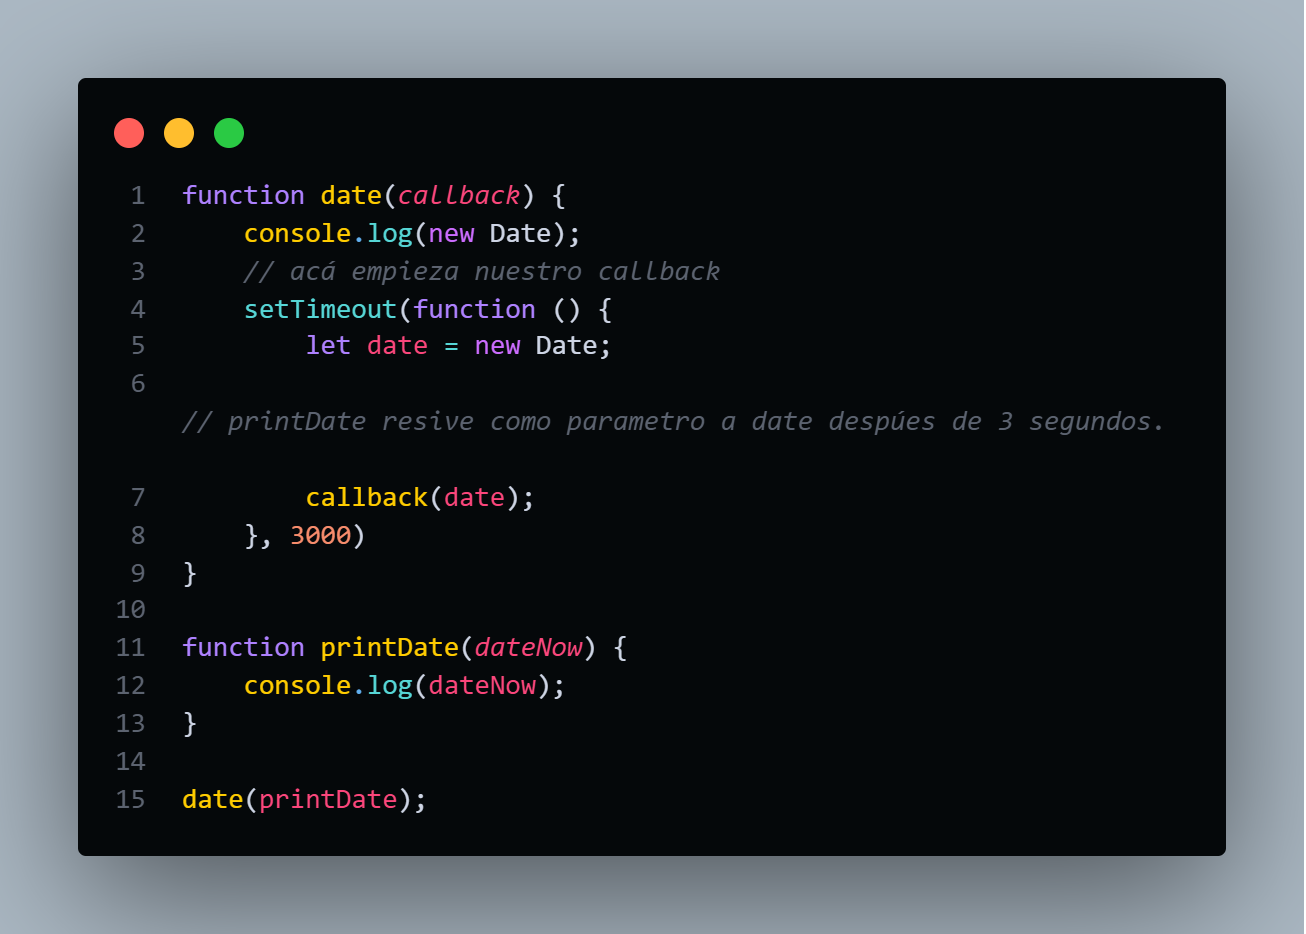 1 function date(callback) {
2     console.log(new Date);
3     // acá empieza nuestro callback
4     setTimeout(function () {
5         let date = new Date;
6
// printDate resive como parametro a date despúes de 3 segundos.
7         callback(date);
8     }, 3000)
9 }
10
11 function printDate(dateNow) {
12     console.log(dateNow);
13 }
14
15 date(printDate);